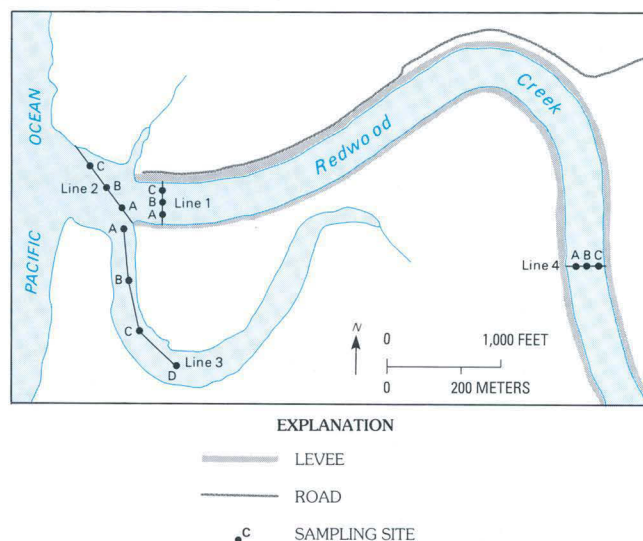 PACIFIC OCEAN
Redwood Creek
C
Line 2 B
A
C
B Line 1
A
A
B
C
Line 3
D
A B C
Line 4
N
0 1,000 FEET
0 200 METERS
EXPLANATION
LEVEE
ROAD
C SAMPLING SITE